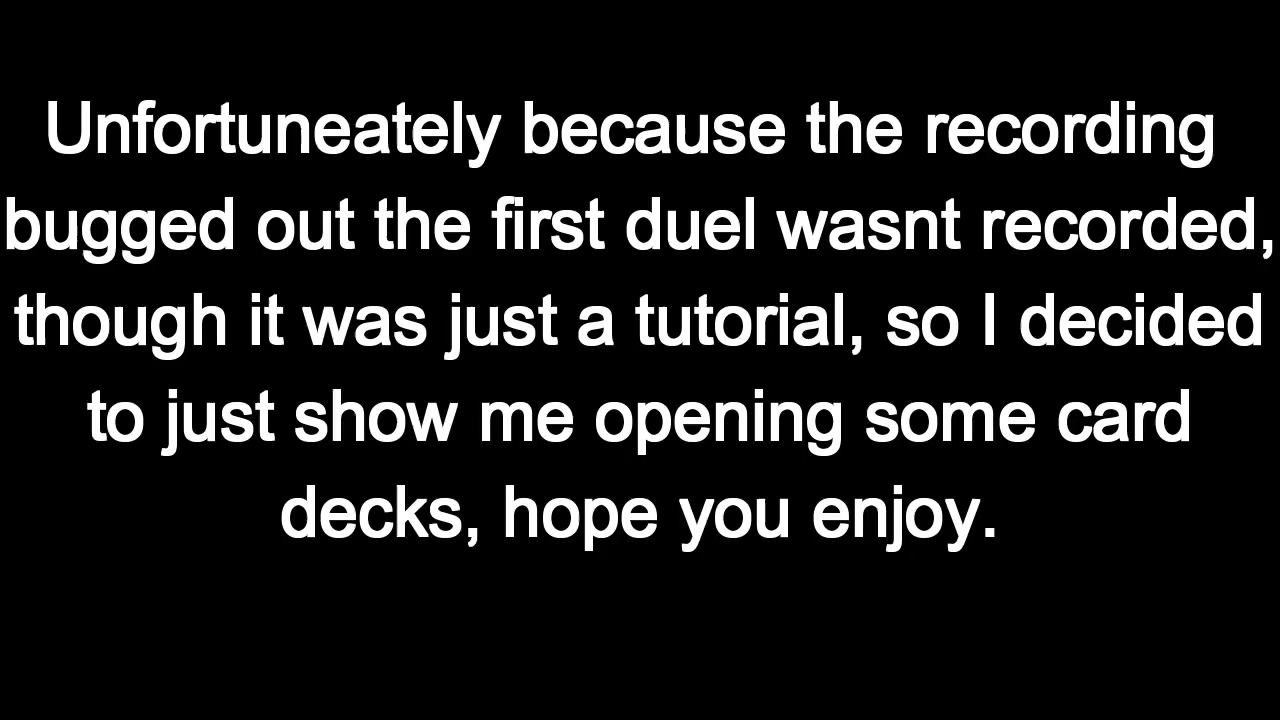 Unfortuneately because the recording
bugged out the first duel wasnt recorded,
though it was just a tutorial, so I decided
to just show me opening some card
decks, hope you enjoy.